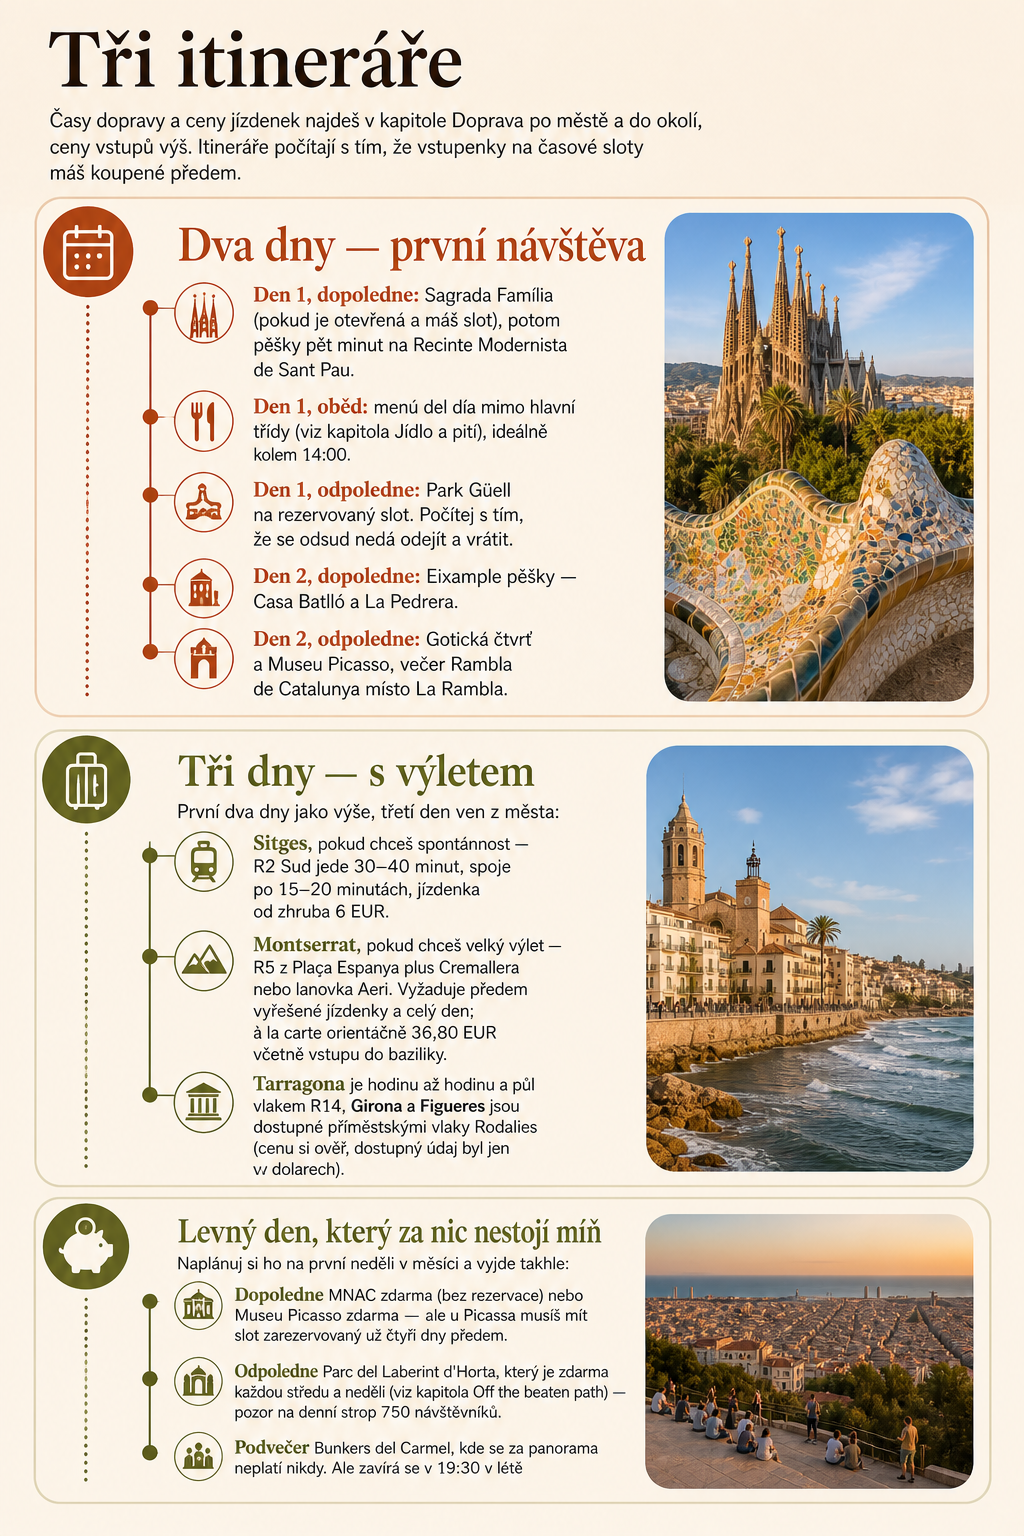 Tři itineráře
Časy dopravy a ceny jízdenek najdeš v kapitole Doprava po městě a do okolí,
ceny vstupů výš. Itineráře počítají s tím, že vstupenky na časové sloty
máš koupené předem.
Dva dny — první návštěva
Den 1, dopoledne: Sagrada Família
(pokud je otevřená a máš slot), potom
pěšky pět minut na Recinte Modernista
de Sant Pau.
Den 1, oběd: menú del día mimo hlavní
třídy (viz kapitola Jídlo a pití), ideálně
kolem 14:00.
Den 1, odpoledne: Park Güell
na rezervovaný slot. Počítej s tím,
že se odsud nedá odejít a vrátit.
Den 2, dopoledne: Eixample pěšky —
Casa Batlló a La Pedrera.
Den 2, odpoledne: Gotická čtvrť
a Museu Picasso, večer Rambla
de Catalunya místo La Rambla.
Tři dny — s výletem
První dva dny jako výše, třetí den ven z města:
Sitges, pokud chceš spontánnost —
R2 Sud jede 30–40 minut, spoje
po 15–20 minutách, jízdenka
od zhruba 6 EUR.
Montserrat, pokud chceš velký výlet —
R5 z Plaça Espanya plus Cremallera
nebo lanovka Aeri. Vyžaduje předem
vyřešené jízdenky a celý den;
à la carte orientáčně 36,80 EUR
včetně vstupu do baziliky.
Tarragona je hodinu až hodinu a půl
vlakem R14, Girona a Figueres jsou
dostupné příměstskými vlaky Rodalies
(cenu si ověř, dostupný údaj byl jen
vv dolarech).
Levný den, který za nic nestojí míň
Naplánuj si ho na první neděli v měsíci a vyjde takhle:
Dopoledne MNAC zdarma (bez rezervace) nebo
Museu Picasso zdarma — ale u Picassa musíš mít
slot zarezervovaný už čtyři dny předem.
Odpoledne Parc del Laberint d'Horta, který je zdarma
každou středu a neděli (viz kapitola Off the beaten path) —
pozor na denní strop 750 návštěvníků.
Podvečer Bunkers del Carmel, kde se za panorama
neplatí nikdy. Ale zavírá se v 19:30 v létě